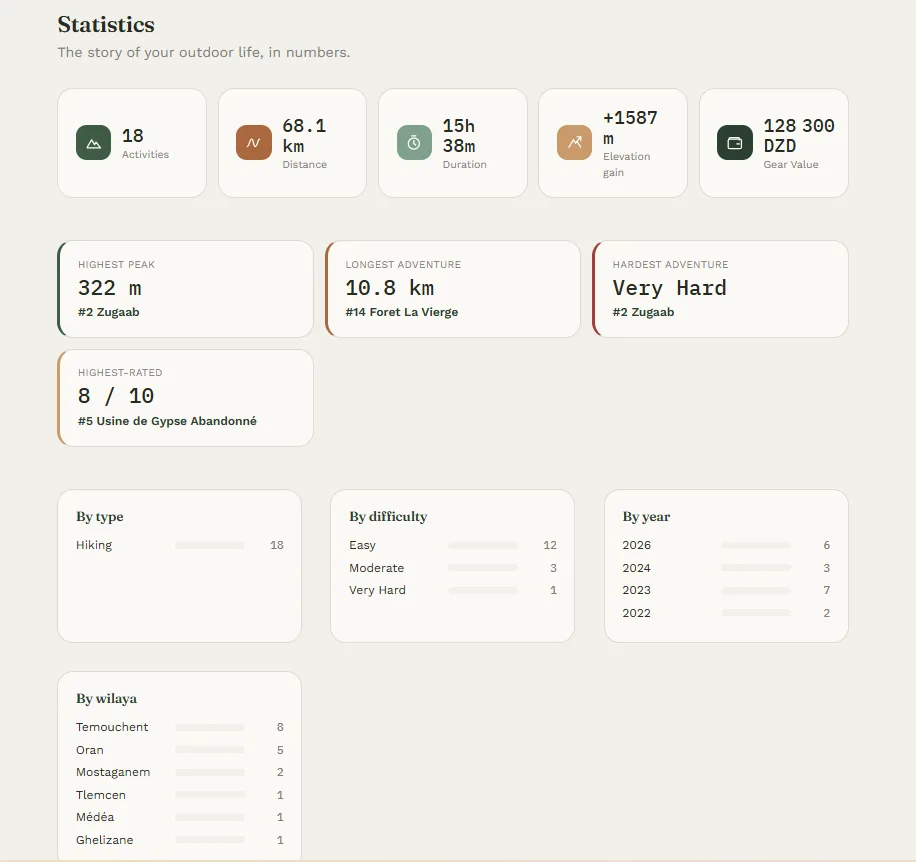 Statistics
The story of your outdoor life, in numbers.
18
Activities
68.1
km
Distance
15h
38m
Duration
+1587
m
Elevation
gain
128 300
DZD
Gear Value
HIGHEST PEAK
322 m
#2 Zugaab
LONGEST ADVENTURE
10.8 km
#14 Foret La Vierge
HARDEST ADVENTURE
Very Hard
#2 Zugaab
HIGHEST-RATED
8 / 10
#5 Usine de Gypse Abandonné
By type
Hiking 18
By difficulty
Easy 12
Moderate 3
Very Hard 1
By year
2026 6
2024 3
2023 7
2022 2
By wilaya
Temouchent 8
Oran 5
Mostaganem 2
Tlemcen 1
Médéa 1
Ghelizane 1